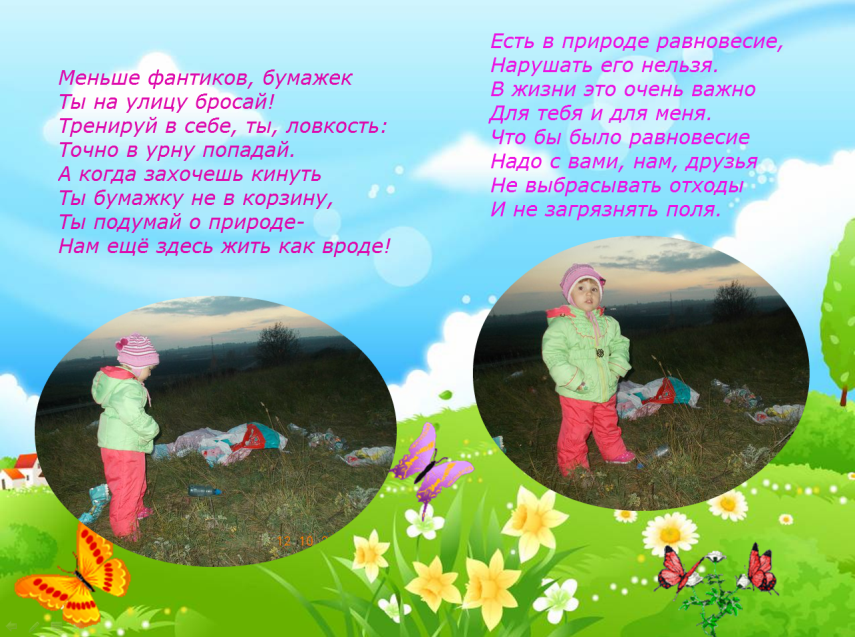 Меньше фантиков, бумажек
Ты на улицу бросай!
Тренируй в себе, ты, ловкость:
Точно в урну попадай.
А когда захочешь кинуть
Ты бумажку не в корзину,
Ты подумай о природе-
Нам ещё здесь жить как вроде!
Есть в природе равновесие,
Нарушать его нельзя.
В жизни это очень важно
Для тебя и для меня.
Что бы было равновесие
Надо с вами, нам, друзья
Не выбрасывать отходы
И не загрязнять поля.